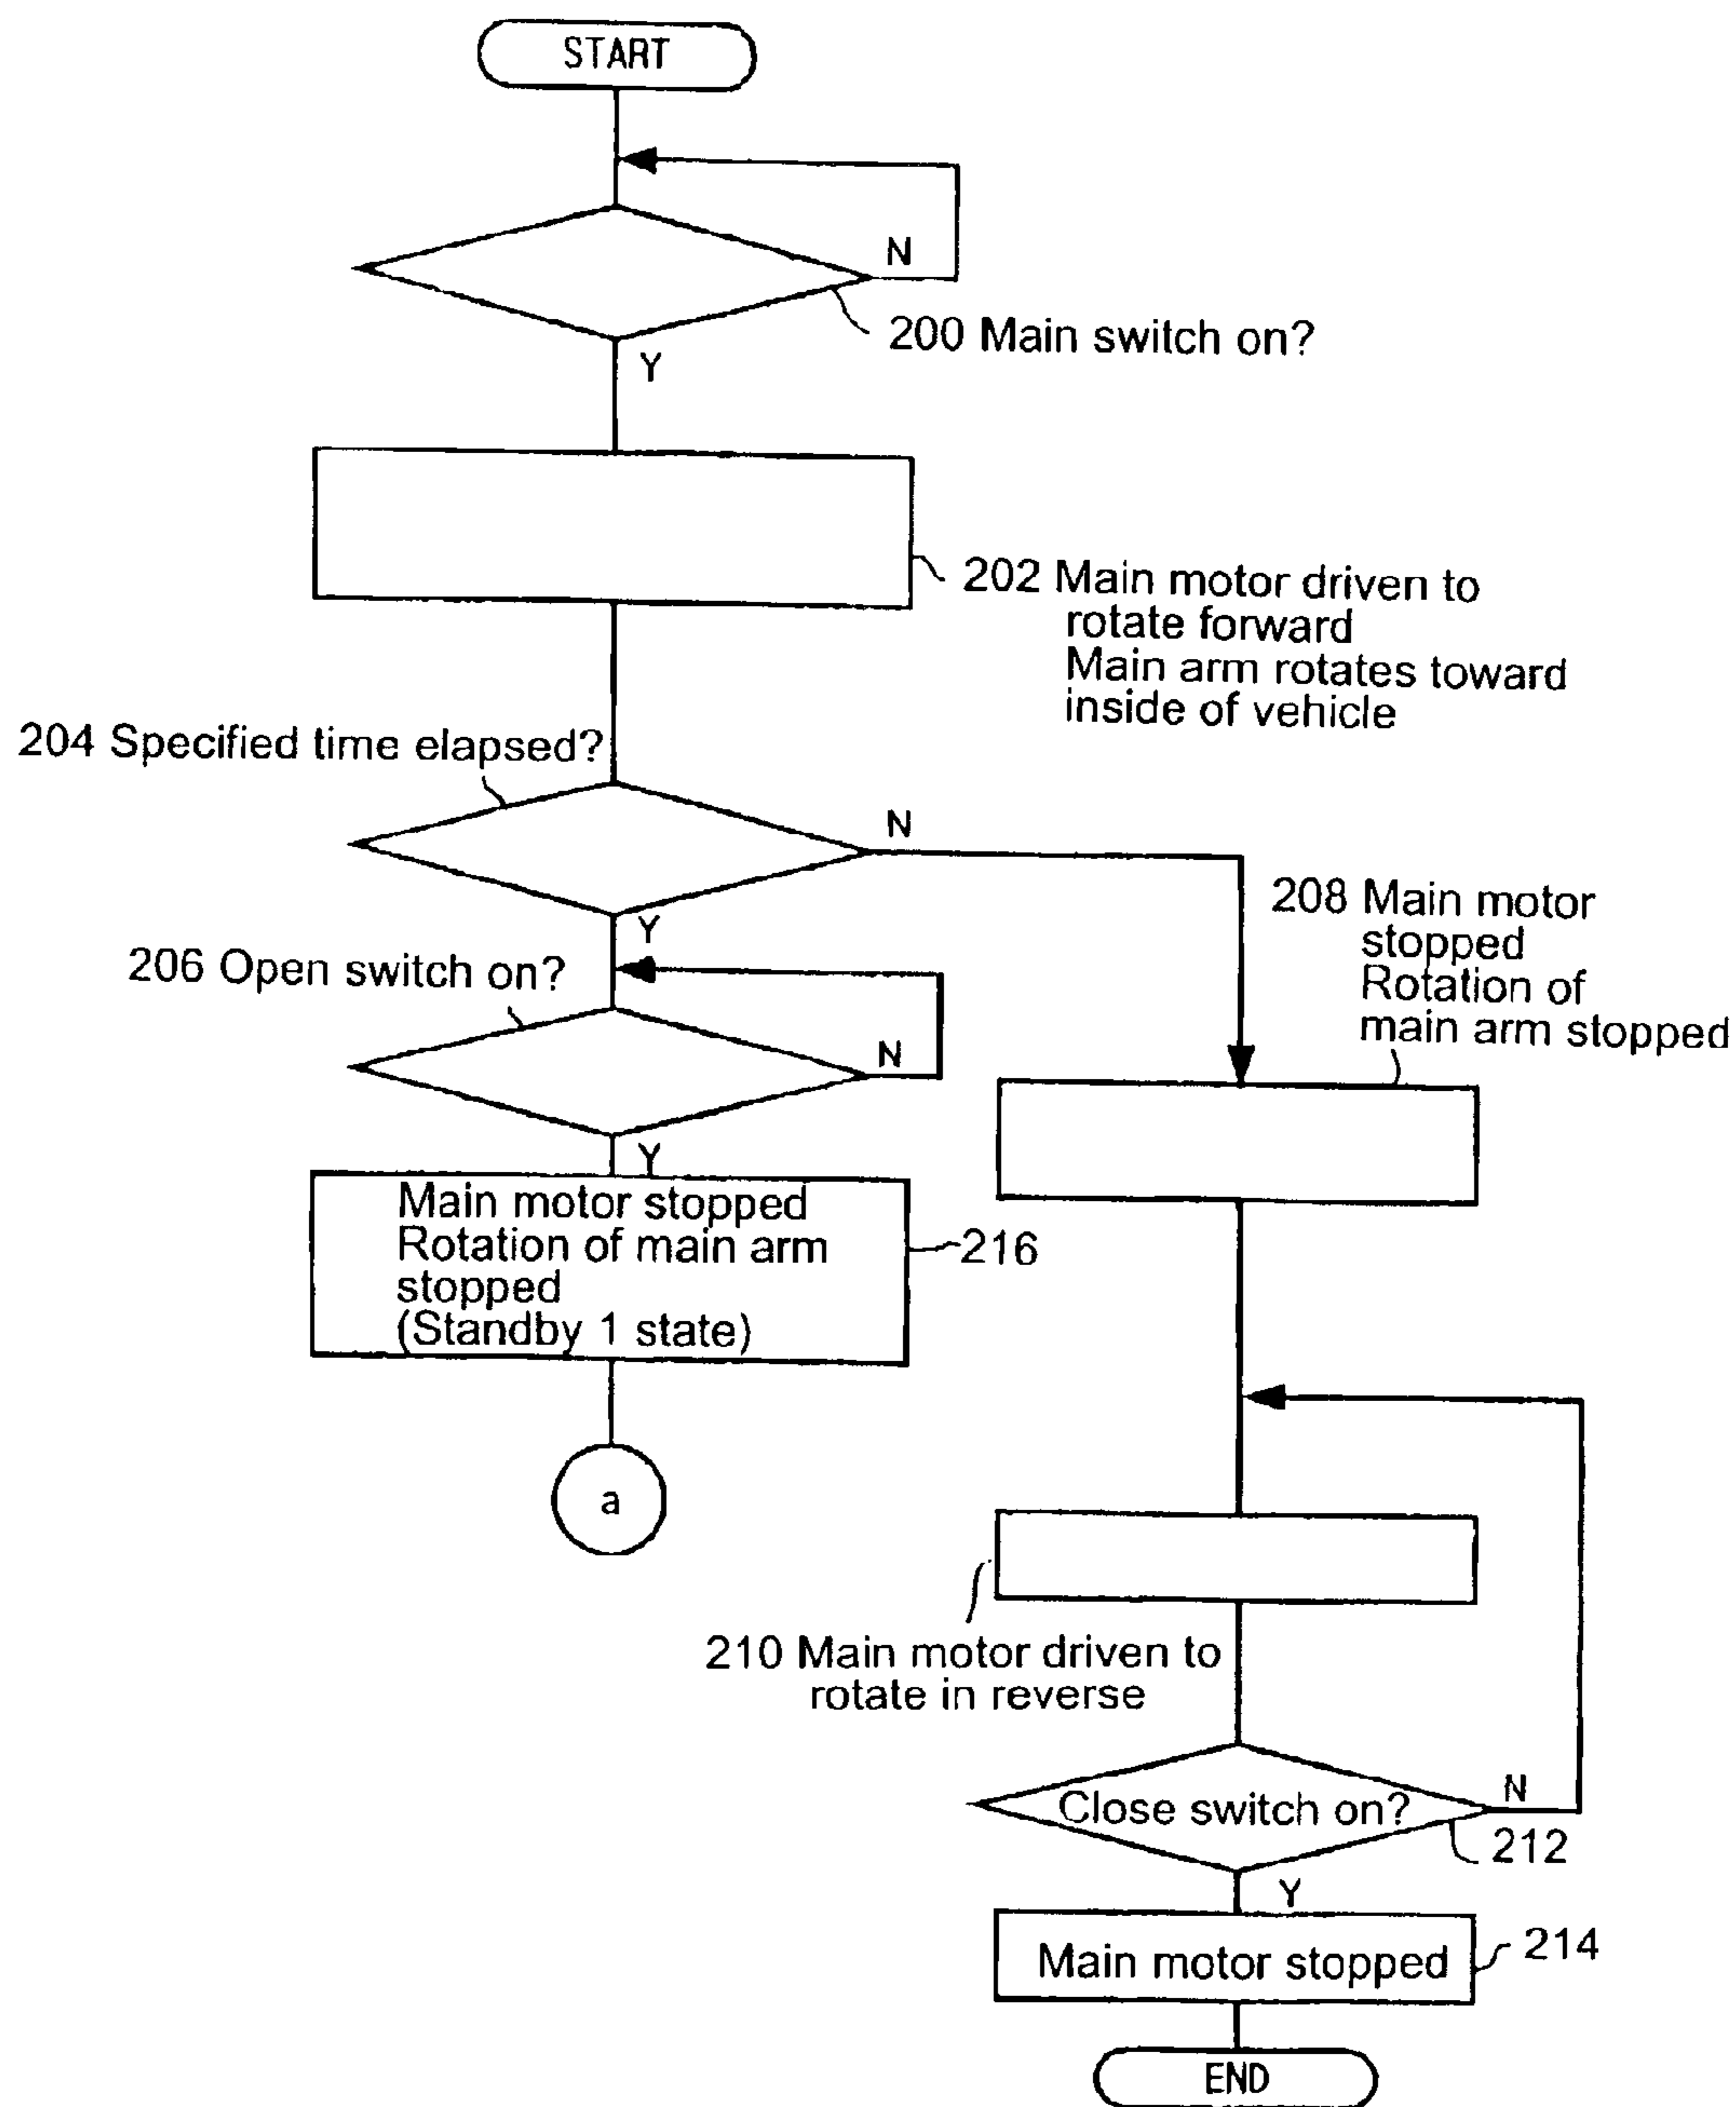 START
N
200 Main switch on?
Y
202 Main motor driven to
rotate forward
Main arm rotates toward
inside of vehicle
204 Specified time elapsed?
N
Y
208 Main motor
stopped
Rotation of
main arm stopped
206 Open switch on?
N
Y
Main motor stopped
Rotation of main arm
stopped
(Standby 1 state)
216
a
210 Main motor driven to
rotate in reverse
Close switch on?
N
212
Y
Main motor stopped
214
END